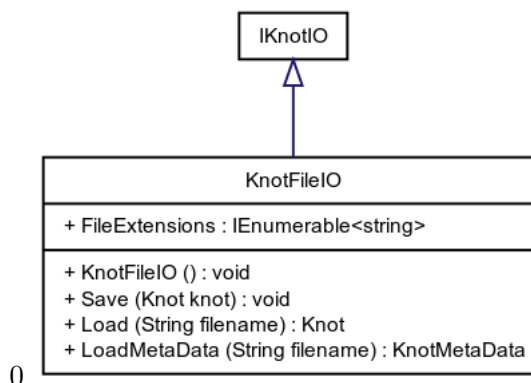 IKnotIO
KnotFileIO
+ FileExtensions : IEnumerable<string>
+ KnotFileIO () : void
+ Save (Knot knot) : void
+ Load (String filename) : Knot
+ LoadMetaData (String filename) : KnotMetaData
0